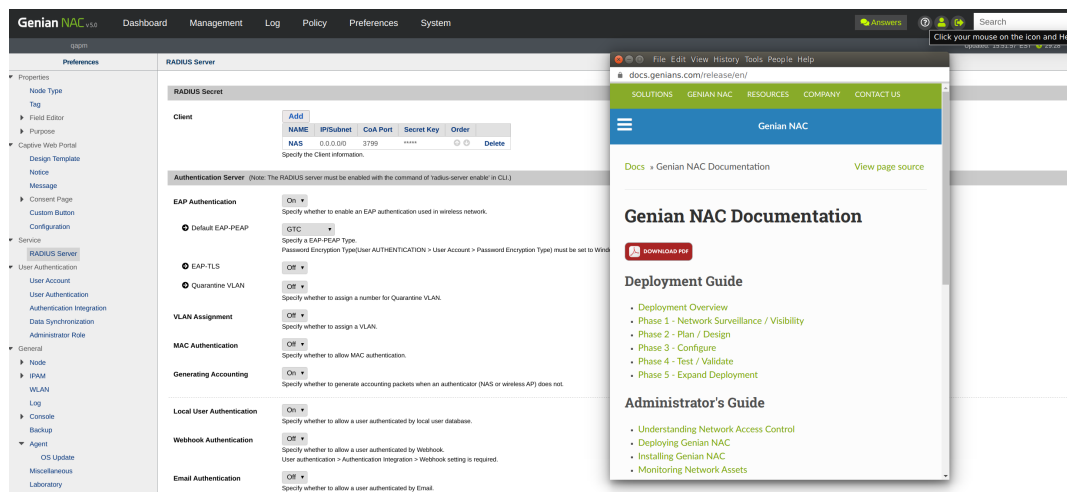 Genian NAC v5.0
Dashboard Management Log Policy Preferences System
Answers
Search
Click your mouse on the icon and He
qapm
Preferences
Properties
Node Type
Tag
Field Editor
Purpose
Captive Web Portal
Design Template
Notice
Message
Consent Page
Custom Button
Configuration
Service
RADIUS Server
User Authentication
User Account
User Authentication
Authentication Integration
Data Synchronization
Administrator Role
General
Node
IPAM
WLAN
Log
Console
Backup
Agent
OS Update
Miscellaneous
Laboratory
RADIUS Server
RADIUS Secret
Client
Add
NAME IP/Subnet CoA Port Secret Key Order
NAS 0.0.0.0/0 3799 ***** Delete
Specify the Client information.
Authentication Server (Note: The RADIUS server must be enabled with the command of 'radius-server enable' in CLI.)
EAP Authentication On
Specify whether to enable an EAP authentication used in wireless network.
Default EAP-PEAP GTC
Specify a EAP-PEAP Type.
Password Encryption Type(User AUTHENTICATION > User Account > Password Encryption Type) must be set to Wind
EAP-TLS Off
Quarantine VLAN Off
Specify whether to assign a number for Quarantine VLAN.
VLAN Assignment Off
Specify whether to assign a VLAN.
MAC Authentication Off
Specify whether to allow MAC authentication.
Generating Accounting On
Specify whether to generate accounting packets when an authenticator (NAS or wireless AP) does not.
Local User Authentication On
Specify whether to allow a user authenticated by local user database.
Webhook Authentication Off
Specify whether to allow a user authenticated by Webhook.
User authentication > Authentication Integration > Webhook setting is required.
Email Authentication Off
Specify whether to allow a user authenticated by Email.
File Edit View History Tools People Help
docs.genians.com/release/en/
SOLUTIONS GENIAN NAC RESOURCES COMPANY CONTACT US
Genian NAC
Docs » Genian NAC Documentation View page source
Genian NAC Documentation
DOWNLOAD PDF
Deployment Guide
Deployment Overview
Phase 1 - Network Surveillance / Visibility
Phase 2 - Plan / Design
Phase 3 - Configure
Phase 4 - Test / Validate
Phase 5 - Expand Deployment
Administrator's Guide
Understanding Network Access Control
Deploying Genian NAC
Installing Genian NAC
Monitoring Network Assets